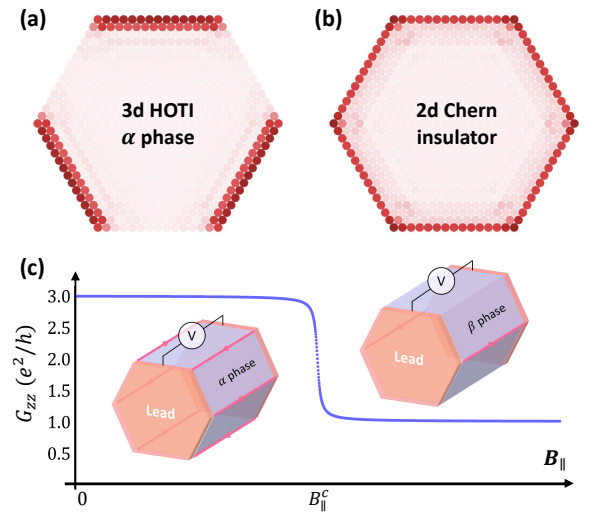 (a)
3d HOTI
α phase
(b)
2d Chern
insulator
(c)
G_zz (e²/h)
3.0
2.5
2.0
1.5
1.0
0.5
V
α phase
Lead
V
β phase
Lead
B_∥
0
B_∥^c